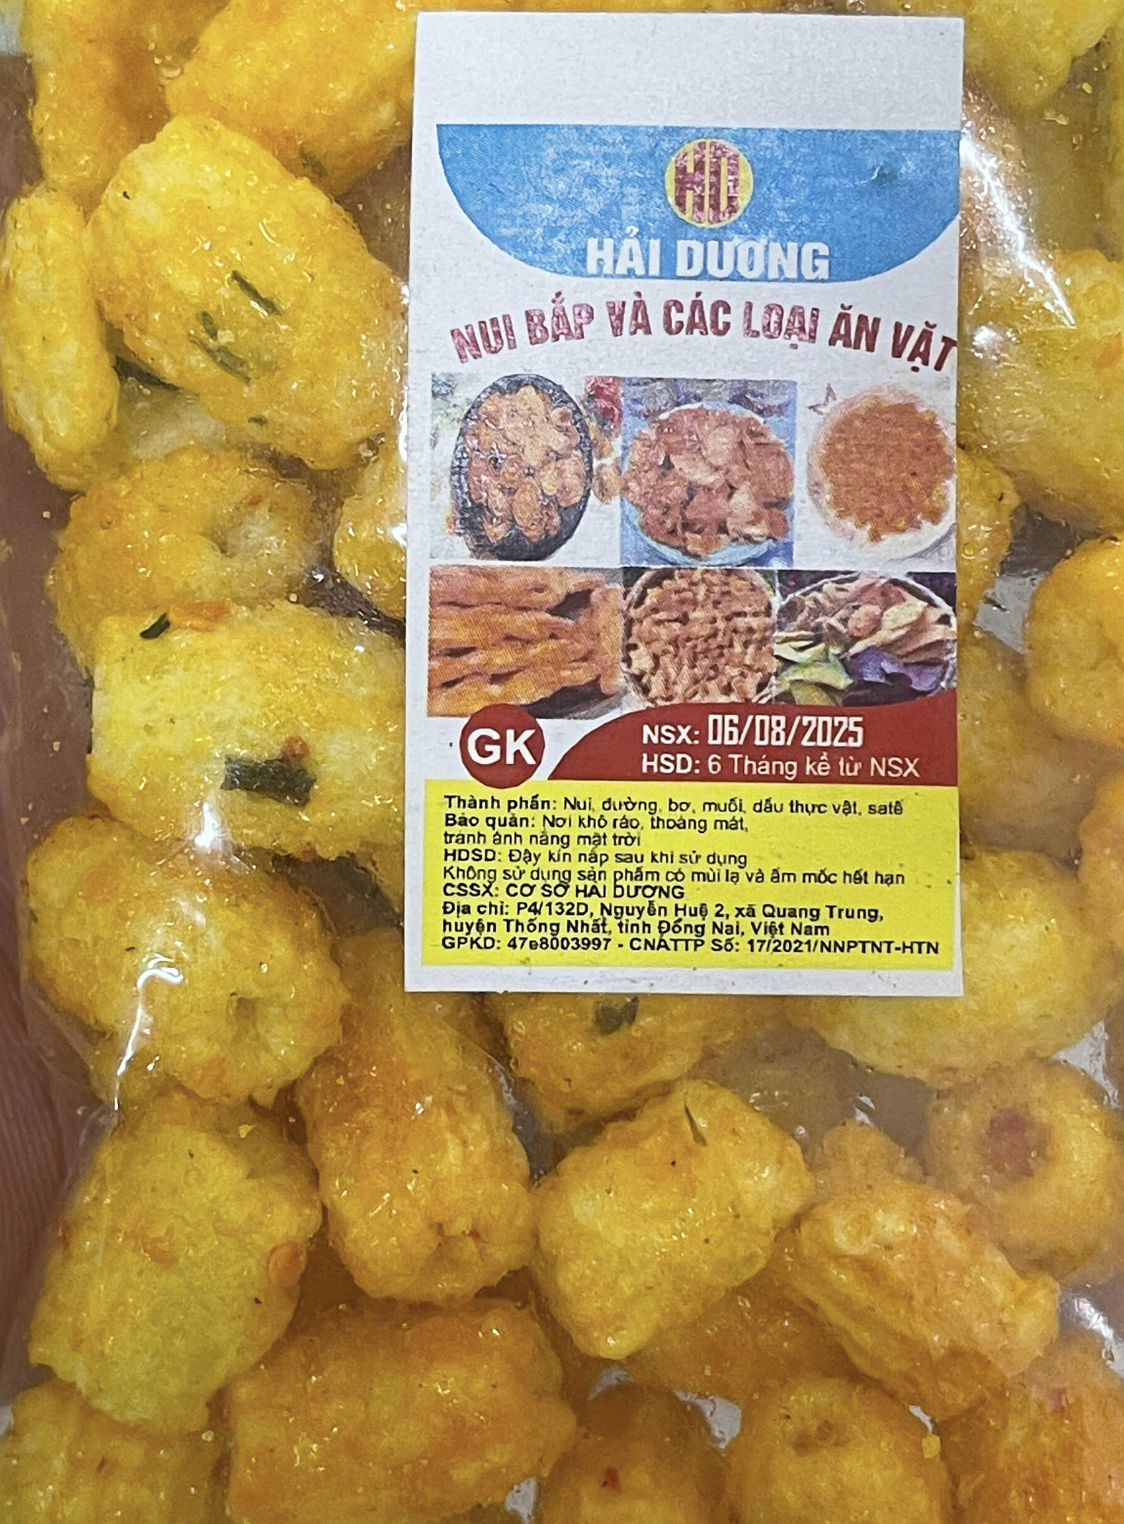 HD
HẢI DƯƠNG
NUI BẮP VÀ CÁC LOẠI ĂN VẶT
GK
NSX: 06/08/2025
HSD: 6 Tháng kể từ NSX
Thành phần: Nui, đường, bơ, muối, dầu thực vật, satế
Bảo quản: Nơi khô ráo, thoáng mát,
tránh ánh nắng mặt trời
HDSD: Đậy kín nắp sau khi sử dụng
Không sử dụng sản phẩm có mùi lạ và ẩm mốc hết hạn
CSSX: CƠ SỞ HẢI DƯƠNG
Địa chỉ: P4/132D, Nguyễn Huệ 2, xã Quang Trung,
huyện Thống Nhất, tỉnh Đồng Nai, Việt Nam
GPKD: 47e8003997 - CNATTP Số: 17/2021/NNPTNT-HTN